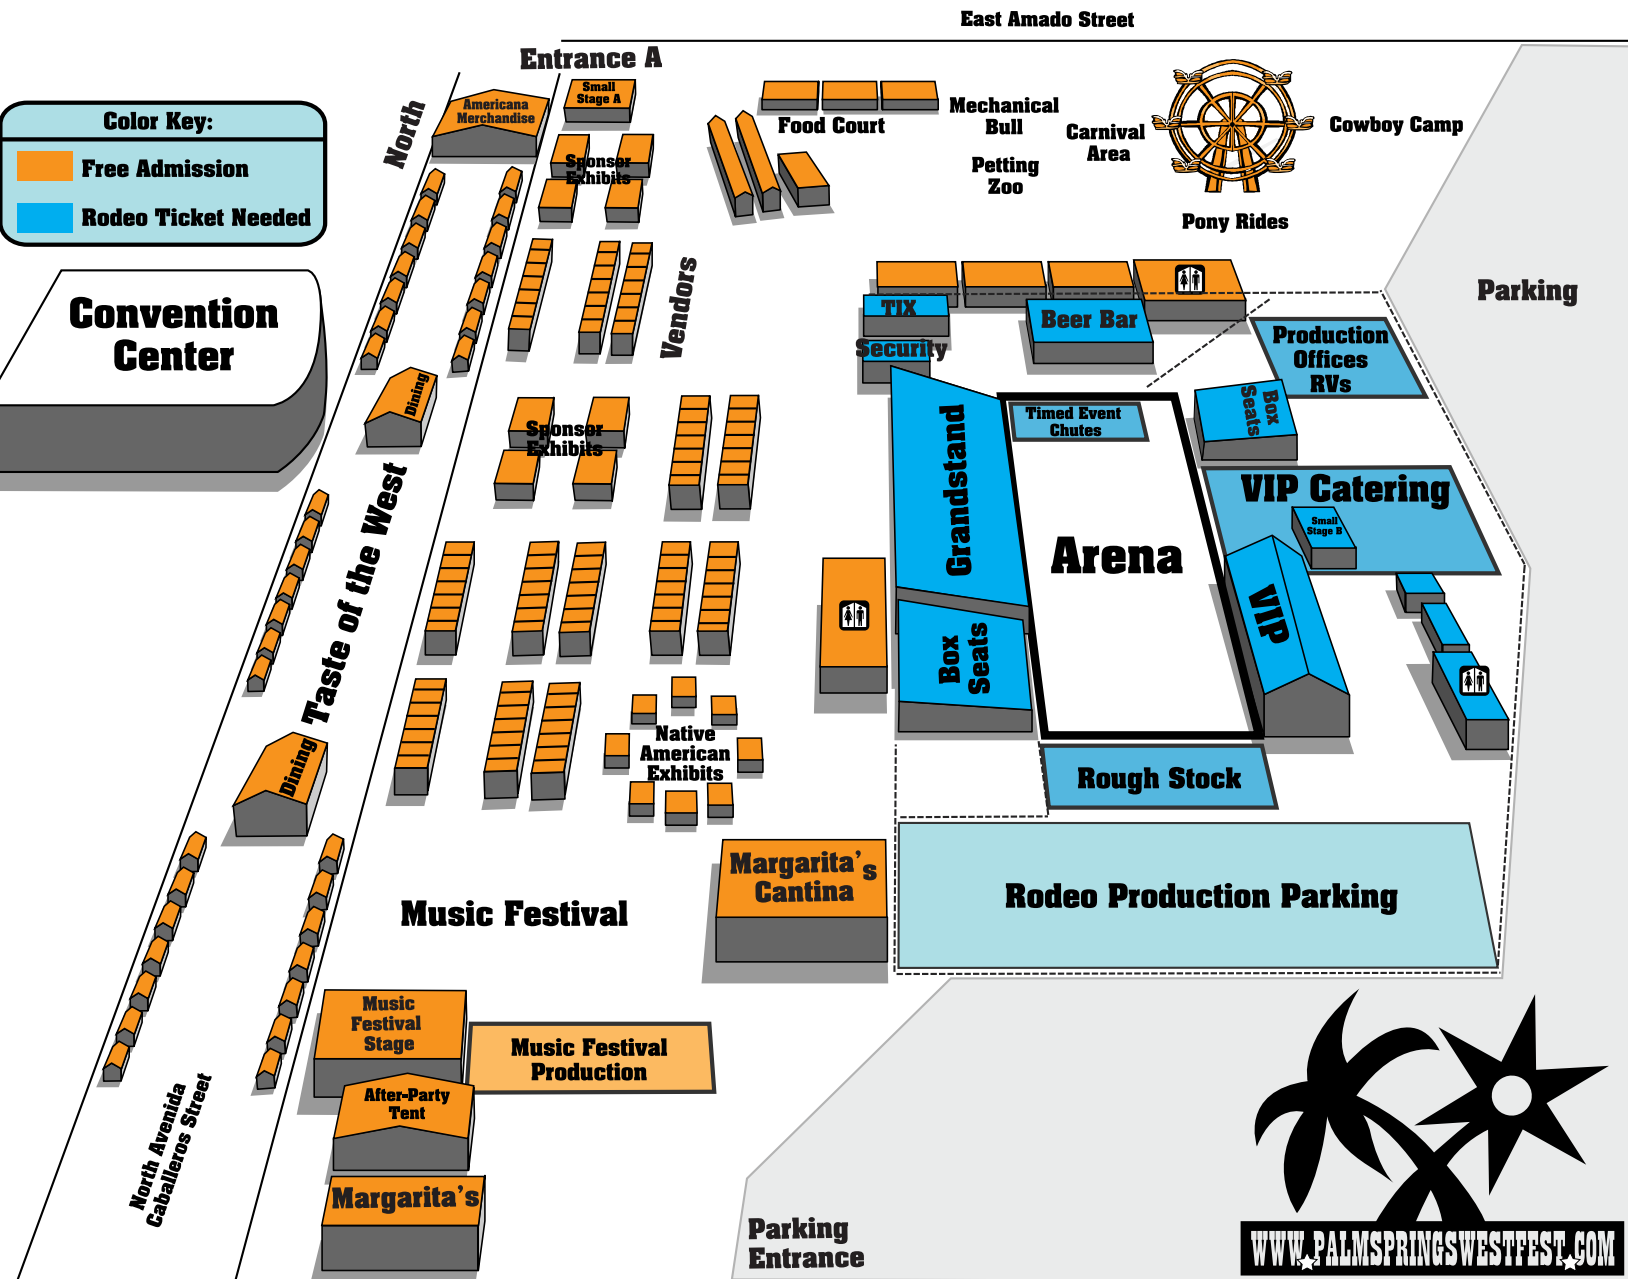 East Amado Street
Entrance A
North
Americana
Merchandise
Small
Stage A
Sponsor
Exhibits
Color Key:
Free Admission
Rodeo Ticket Needed
Food Court
Mechanical
Bull
Petting
Zoo
Carnival
Area
Cowboy Camp
Pony Rides
Parking
Convention
Center
Vendors
TIX
Security
Beer Bar
Production
Offices
RVs
Dining
Sponsor
Exhibits
Timed Event
Chutes
Box
Seats
Grandstand
VIP Catering
Small
Stage B
Arena
Taste of the West
VIP
Box
Seats
Native
American
Exhibits
Dining
Rough Stock
Margarita's
Cantina
Rodeo Production Parking
Music Festival
Music
Festival
Stage
Music Festival
Production
After-Party
Tent
North Avenida
Caballeros Street
Margarita's
Parking
Entrance
WWW.PALMSPRINGSWESTFEST.COM